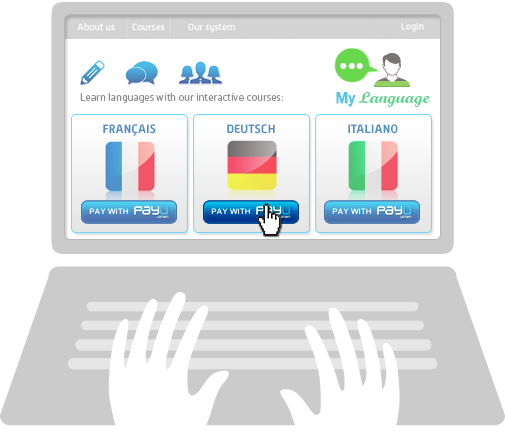 About us Courses Our system Login
Learn languages with our interactive courses:
My Language
FRANÇAIS DEUTSCH ITALIANO
PAY WITH PAYU PAY WITH PAYU PAY WITH PAYU